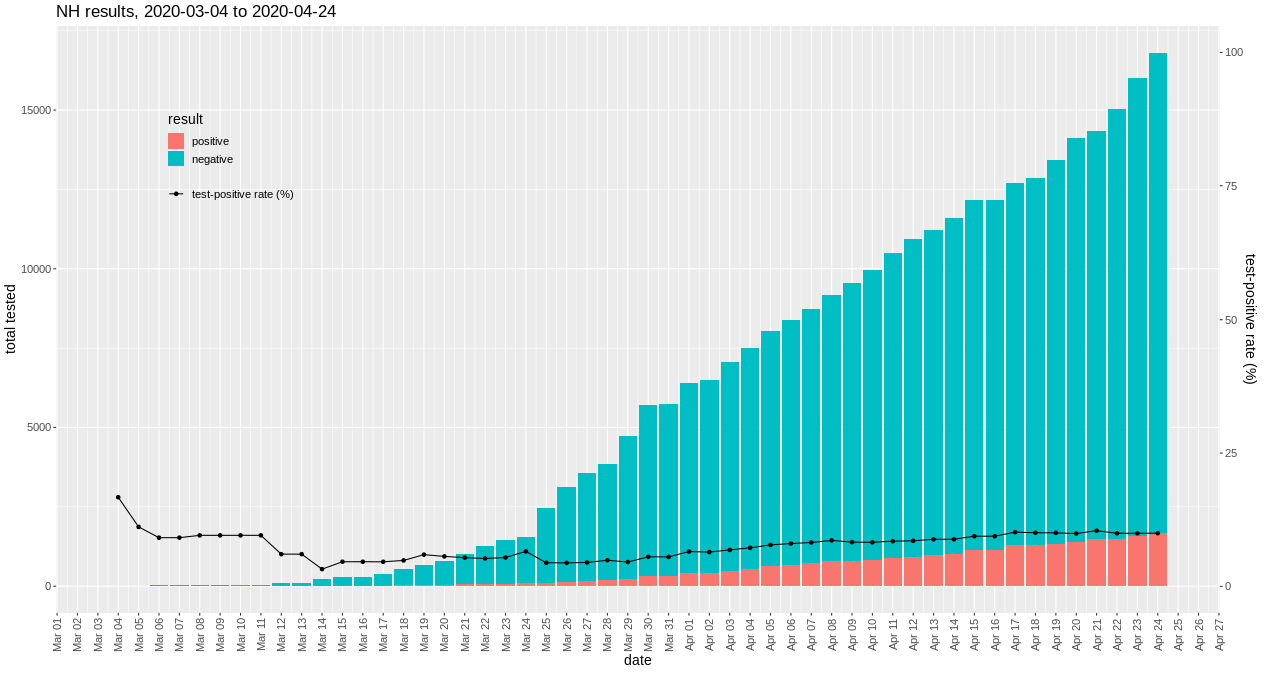 NH results, 2020-03-04 to 2020-04-24
total tested
15000
10000
5000
0
result
positive
negative
test-positive rate (%)
100
75
50
25
0
test-positive rate (%)
Mar 01
Mar 02
Mar 03
Mar 04
Mar 05
Mar 06
Mar 07
Mar 08
Mar 09
Mar 10
Mar 11
Mar 12
Mar 13
Mar 14
Mar 15
Mar 16
Mar 17
Mar 18
Mar 19
Mar 20
Mar 21
Mar 22
Mar 23
Mar 24
Mar 25
Mar 26
Mar 27
Mar 28
Mar 29
Mar 30
Mar 31
Apr 01
Apr 02
Apr 03
Apr 04
Apr 05
Apr 06
Apr 07
Apr 08
Apr 09
Apr 10
Apr 11
Apr 12
Apr 13
Apr 14
Apr 15
Apr 16
Apr 17
Apr 18
Apr 19
Apr 20
Apr 21
Apr 22
Apr 23
Apr 24
Apr 25
Apr 26
Apr 27
date